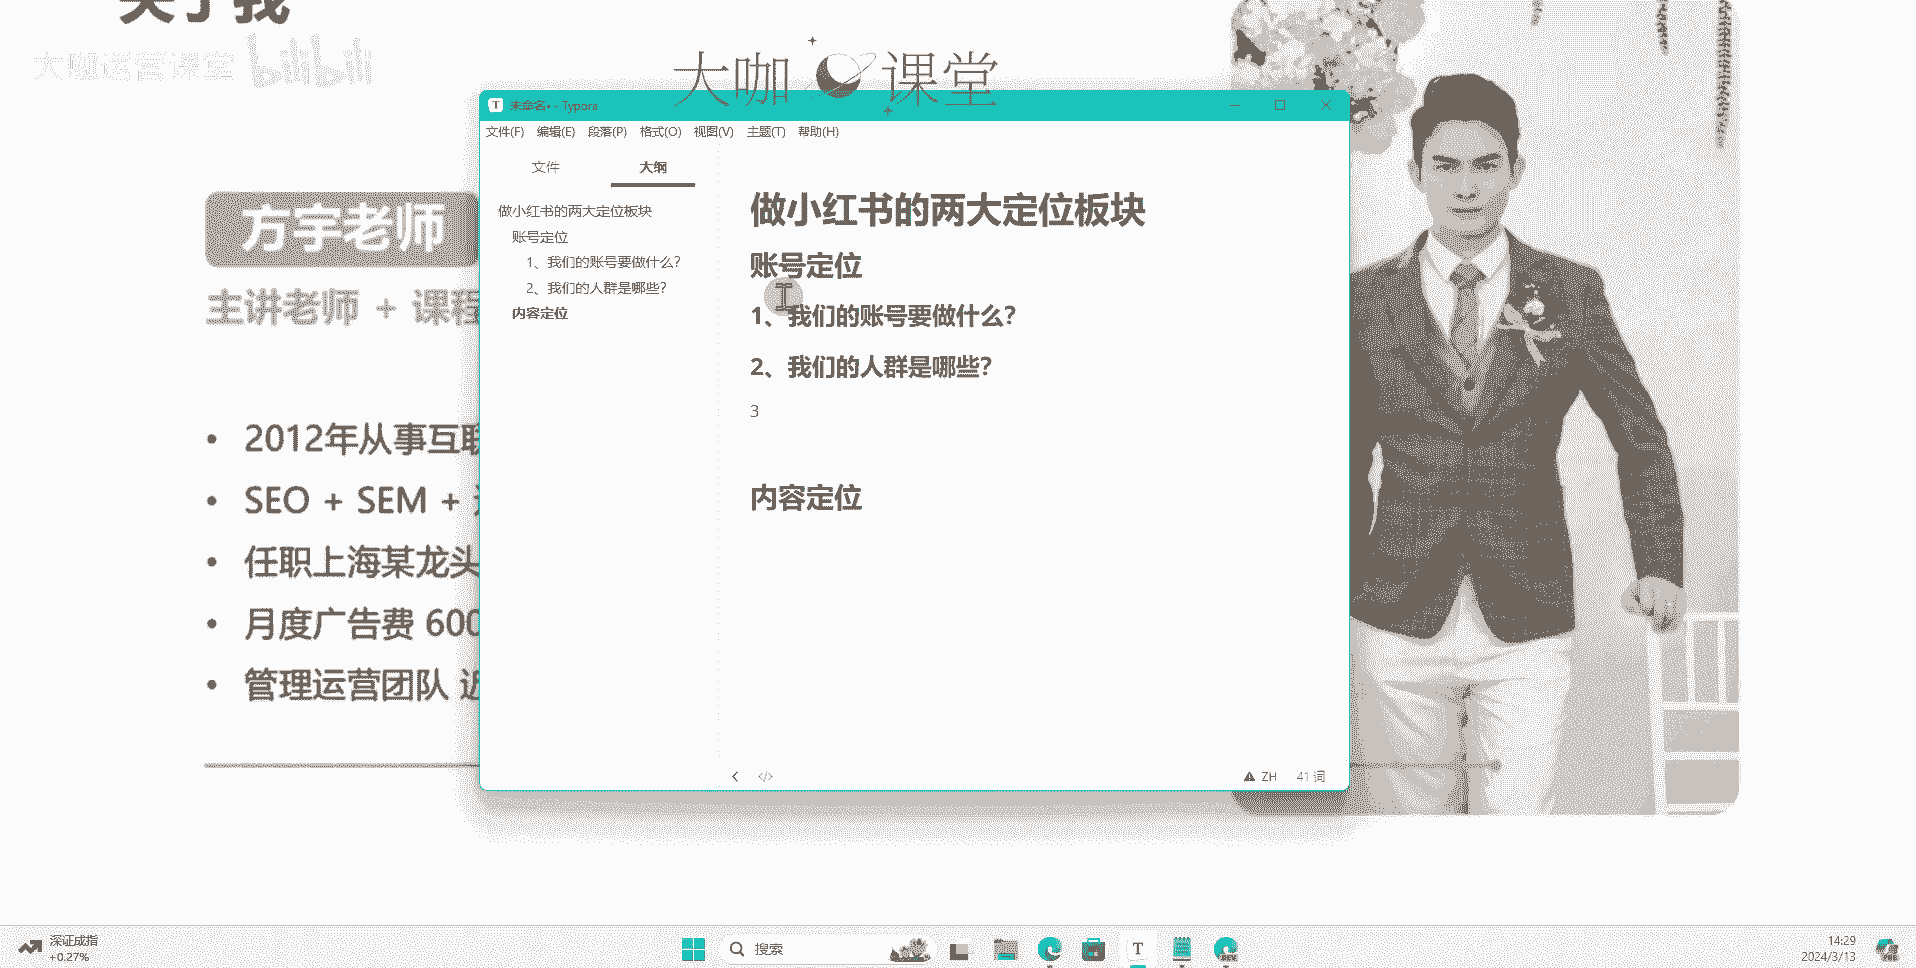 关于我
大咖运营课堂 bilibili
大咖 课堂
未命名• - Typora
文件(F) 编辑(E) 段落(P) 格式(O) 视图(V) 主题(T) 帮助(H)
文件 大纲
做小红书的两大定位板块
账号定位
1、我们的账号要做什么？
2、我们的人群是哪些？
内容定位
做小红书的两大定位板块
账号定位
1、我们的账号要做什么？
2、我们的人群是哪些？
3
内容定位
ZH 41 词
方宇老师
主讲老师 + 课程
2012年从事互联
SEO + SEM +
任职上海某龙头
月度广告费 600
管理运营团队 近
深证成指
+0.27%
搜索
14:29
2024/3/13